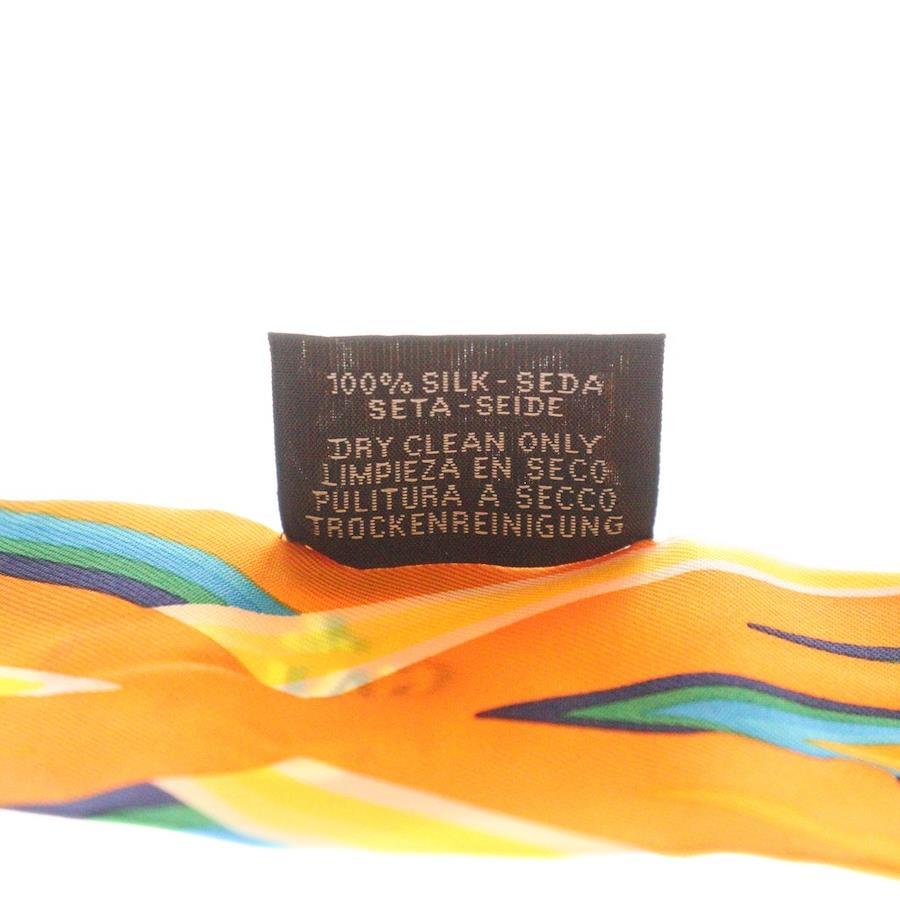 100% SILK - SEDA
SETA - SEIDE
DRY CLEAN ONLY
LIMPIEZA EN SECO
PULITURA A SECCO
TROCKENREINIGUNG